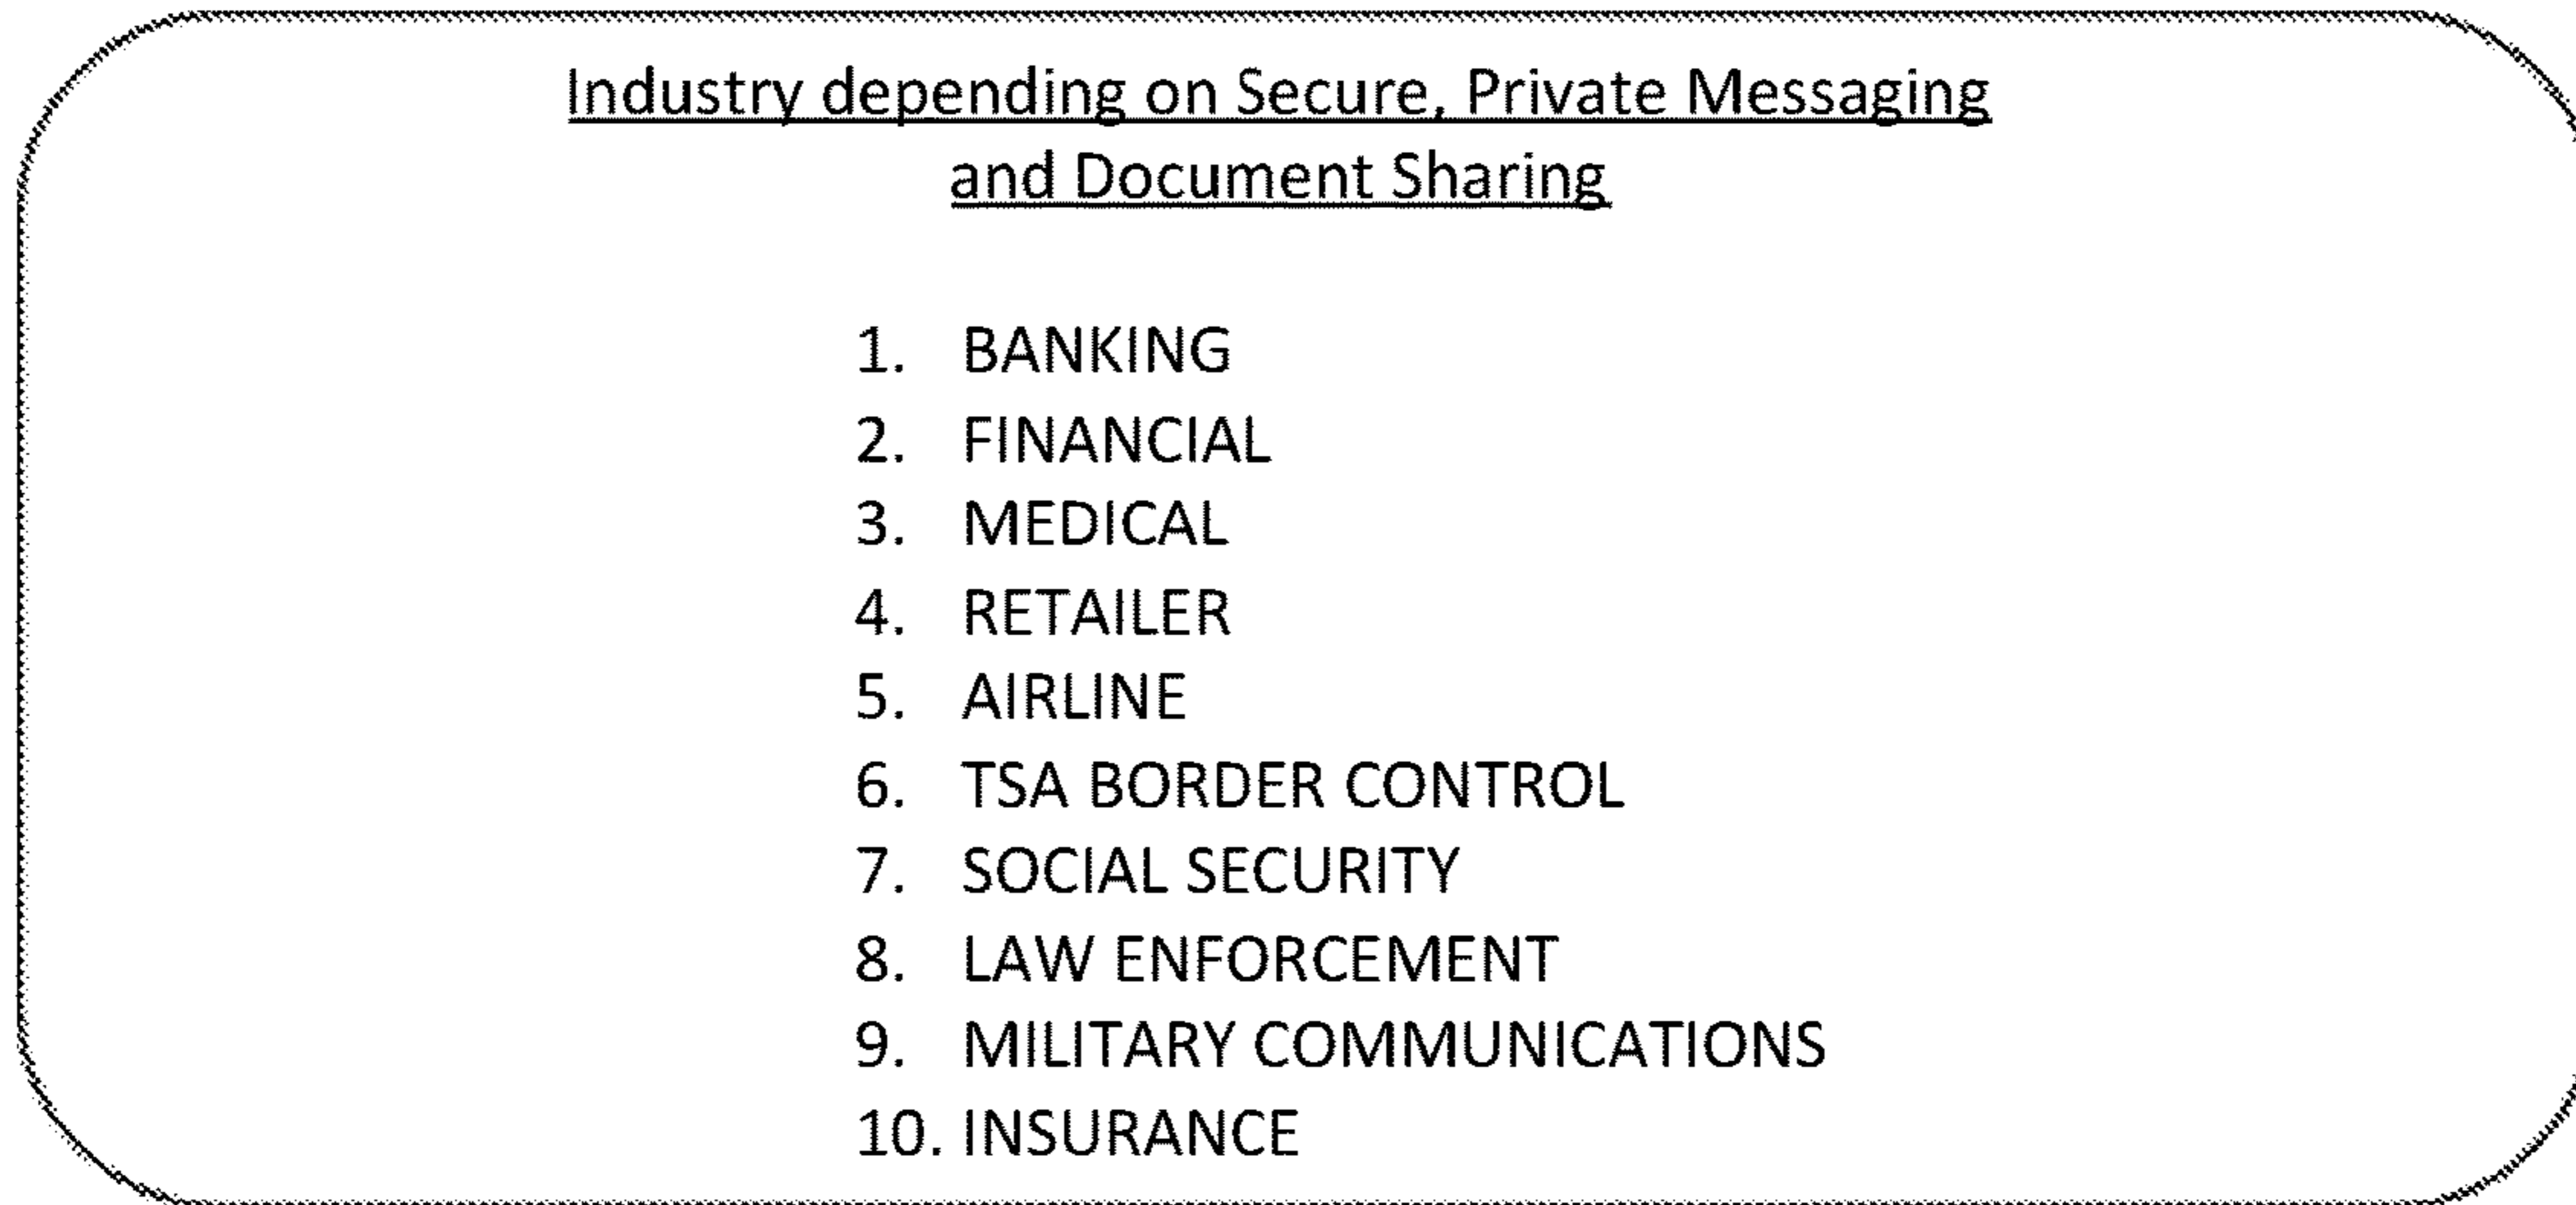 Industry depending on Secure, Private Messaging
and Document Sharing
1. BANKING
2. FINANCIAL
3. MEDICAL
4. RETAILER
5. AIRLINE
6. TSA BORDER CONTROL
7. SOCIAL SECURITY
8. LAW ENFORCEMENT
9. MILITARY COMMUNICATIONS
10. INSURANCE